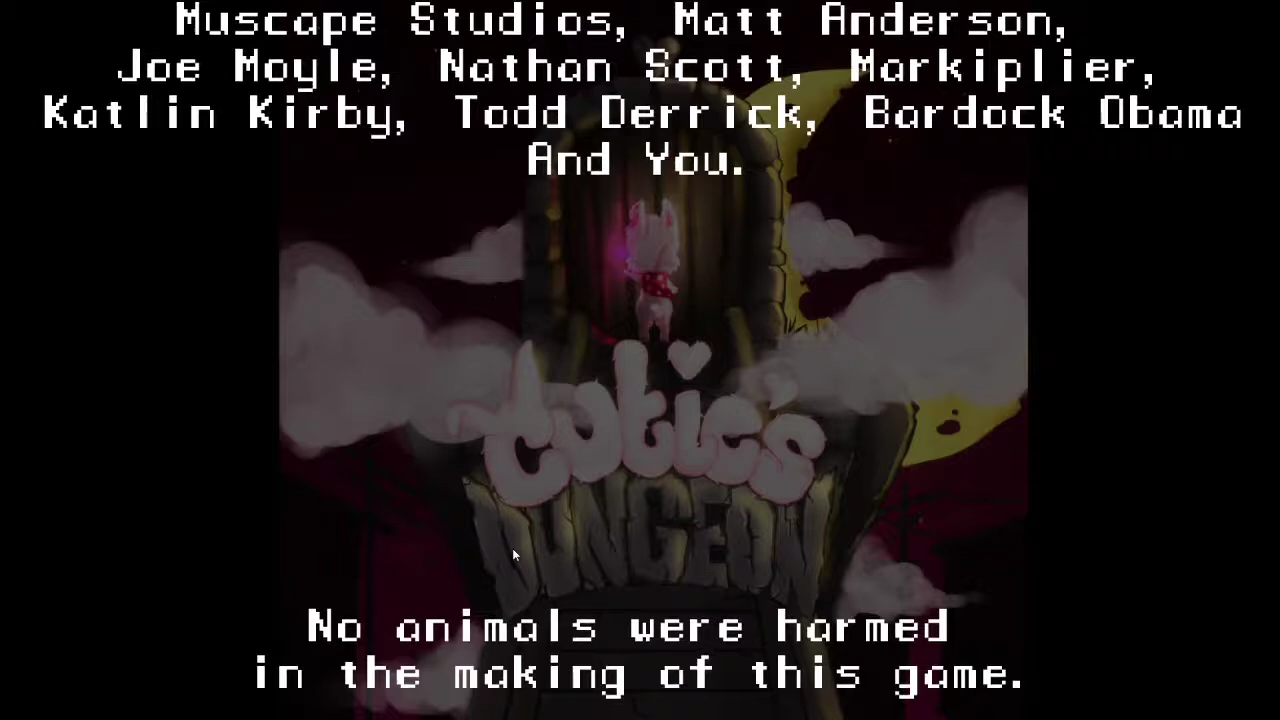 Muscape Studios, Matt Anderson,
Joe Moyle, Nathan Scott, Markiplier,
Katlin Kirby, Todd Derrick, Bardock Obama
And You.
Cutie's
DUNGEON
No animals were harmed
in the making of this game.